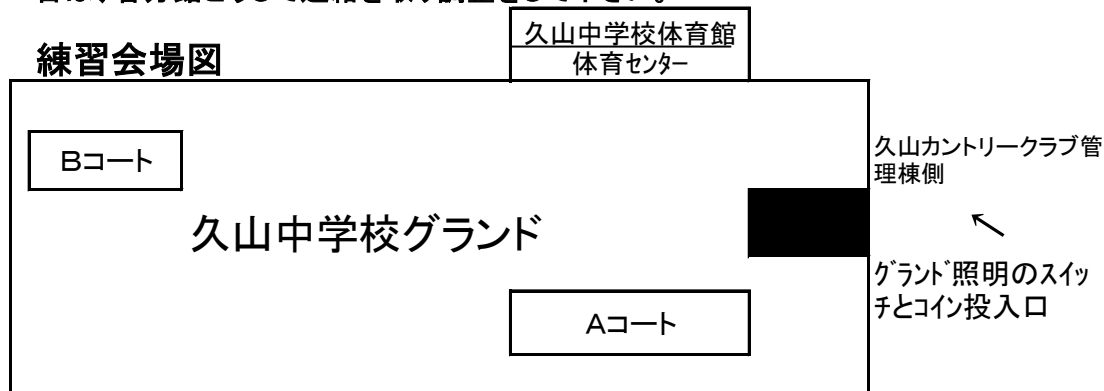 練習会場図
久山中学校体育館
体育センター
Bコート
久山カントリークラブ管
理棟側
久山中学校グランド
↖
グランド照明のスイッ
チとコイン投入口
Aコート